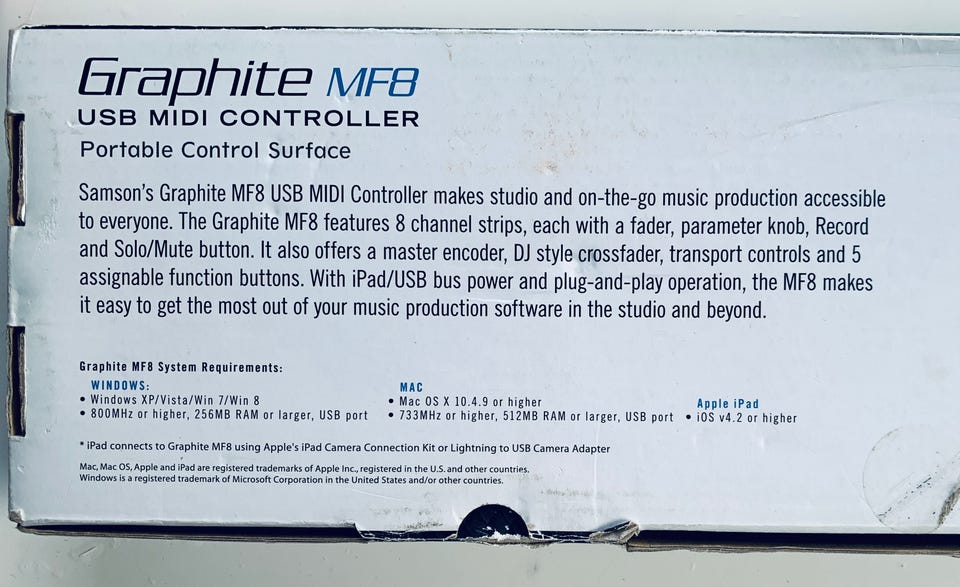 Graphite MF8
USB MIDI CONTROLLER
Portable Control Surface
Samson's Graphite MF8 USB MIDI Controller makes studio and on-the-go music production accessible
to everyone. The Graphite MF8 features 8 channel strips, each with a fader, parameter knob, Record
and Solo/Mute button. It also offers a master encoder, DJ style crossfader, transport controls and 5
assignable function buttons. With iPad/USB bus power and plug-and-play operation, the MF8 makes
it easy to get the most out of your music production software in the studio and beyond.
Graphite MF8 System Requirements:
WINDOWS:
• Windows XP/Vista/Win 7/Win 8
• 800MHz or higher, 256MB RAM or larger, USB port
MAC
• Mac OS X 10.4.9 or higher
• 733MHz or higher, 512MB RAM or larger, USB port
Apple iPad
• iOS v4.2 or higher
* iPad connects to Graphite MF8 using Apple's iPad Camera Connection Kit or Lightning to USB Camera Adapter
Mac, Mac OS, Apple and iPad are registered trademarks of Apple Inc., registered in the U.S. and other countries.
Windows is a registered trademark of Microsoft Corporation in the United States and/or other countries.